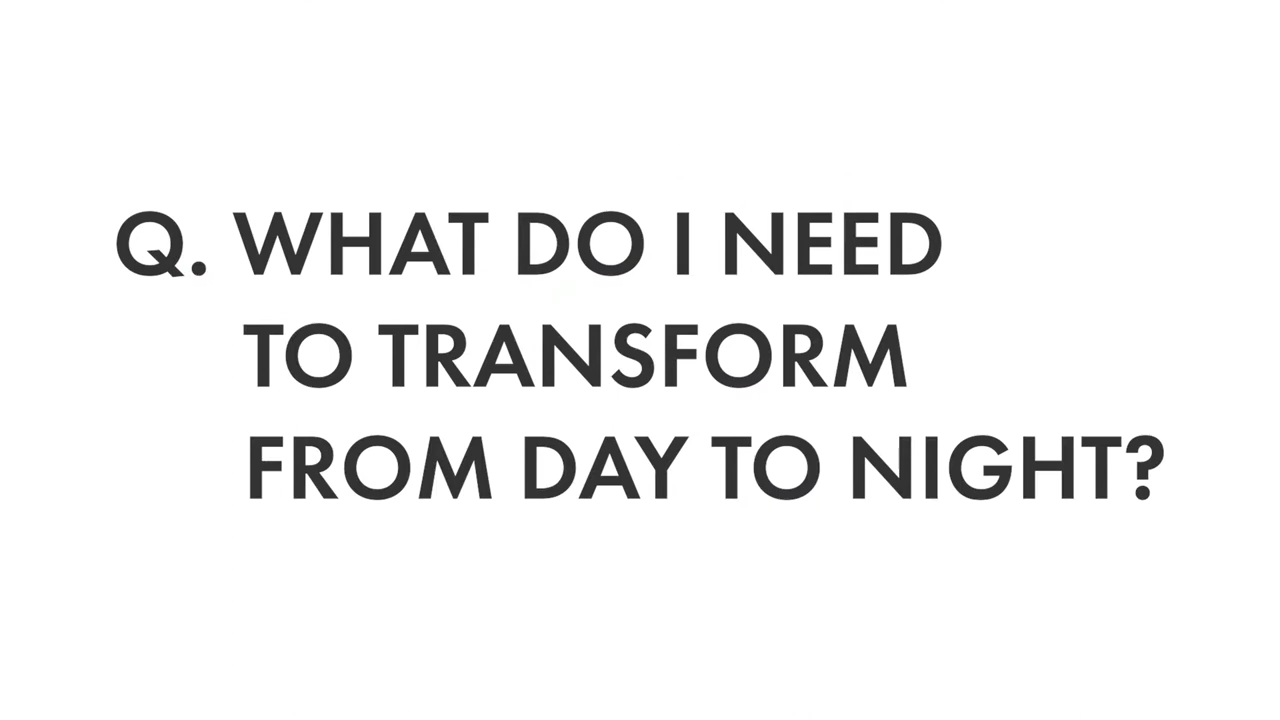 Q. WHAT DO I NEED
TO TRANSFORM
FROM DAY TO NIGHT?